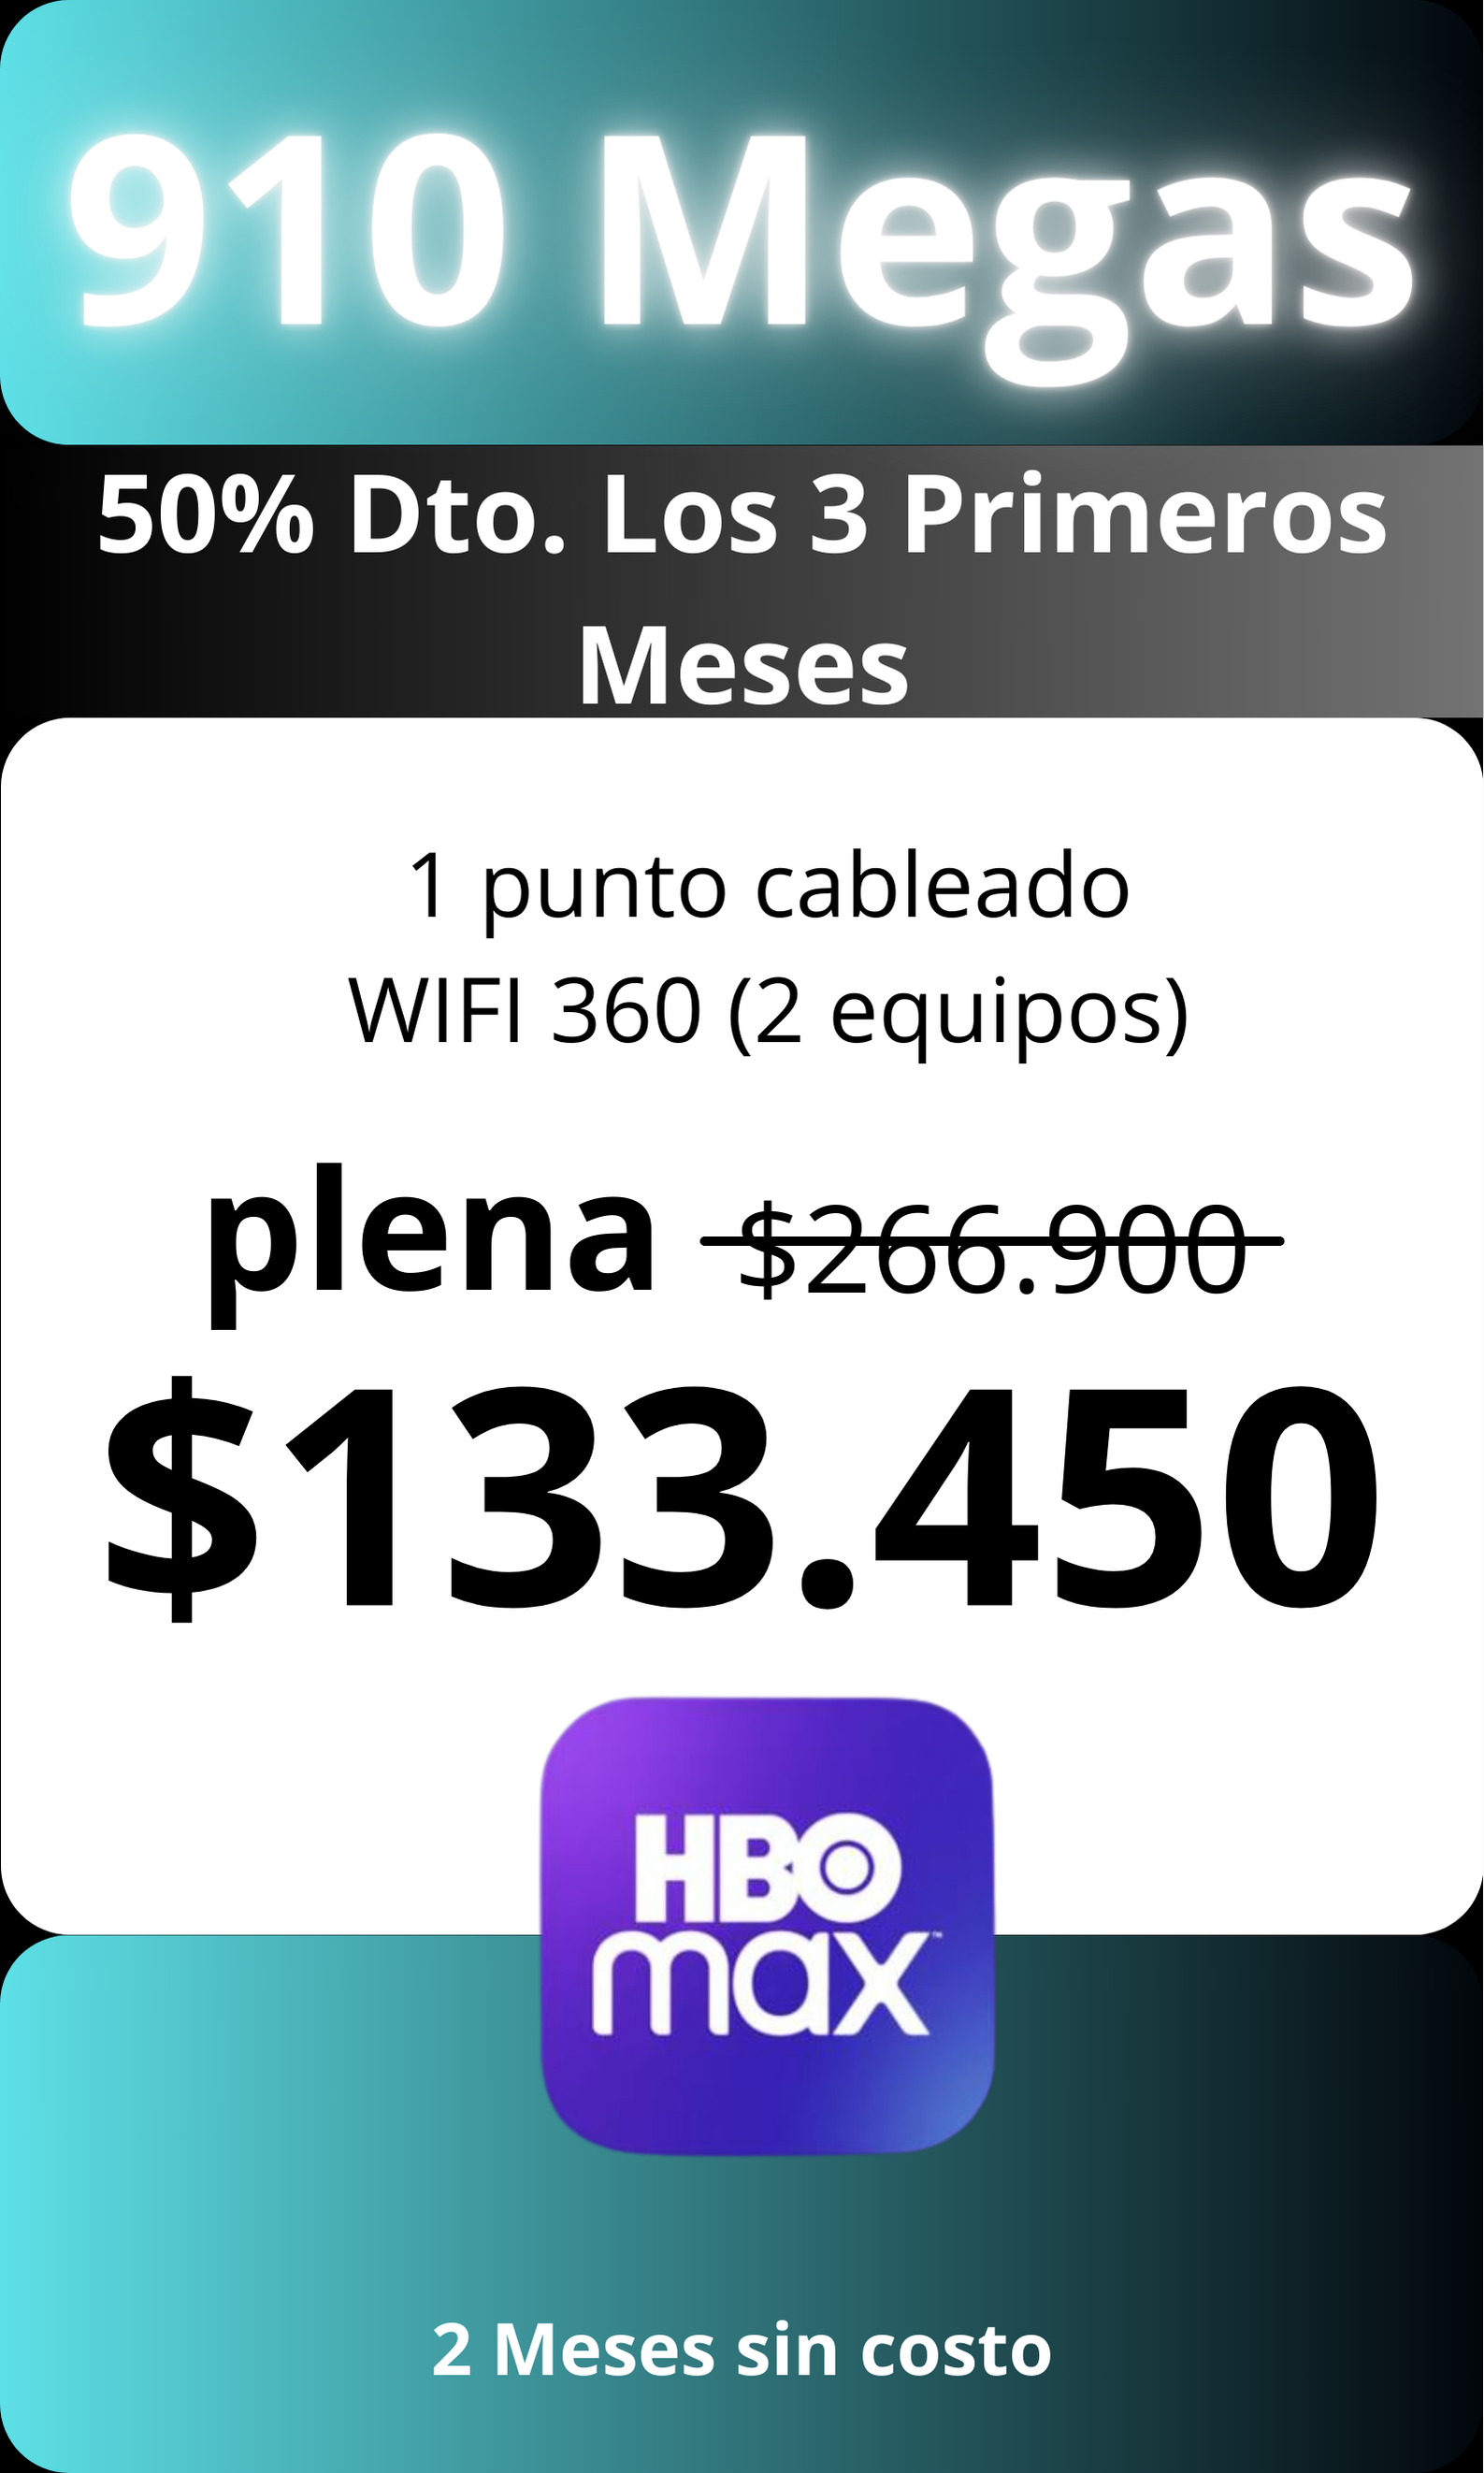 910 Megas
50% Dto. Los 3 Primeros
Meses
1 punto cableado
WIFI 360 (2 equipos)
plena $266.900
$133.450
HBO
max™
2 Meses sin costo